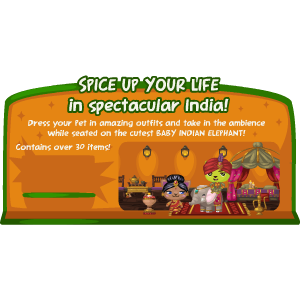 SPICE UP YOUR LIFE
in spectacular India!
Dress your Pet in amazing outfits and take in the ambience
while seated on the cutest BABY INDIAN ELEPHANT!
Contains over 30 items!